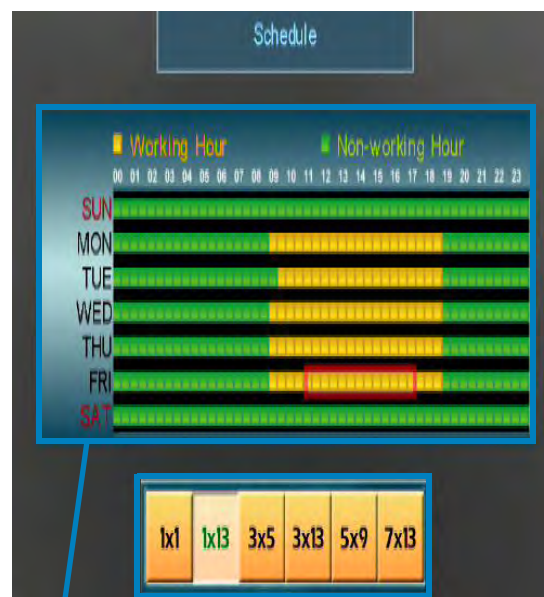 Schedule
Working Hour Non-working Hour
00 01 02 03 04 05 06 07 08 09 10 11 12 13 14 15 16 17 18 19 20 21 22 23
SUN
MON
TUE
WED
THU
FRI
SAT
1x1 1x13 3x5 3x13 5x9 7x13